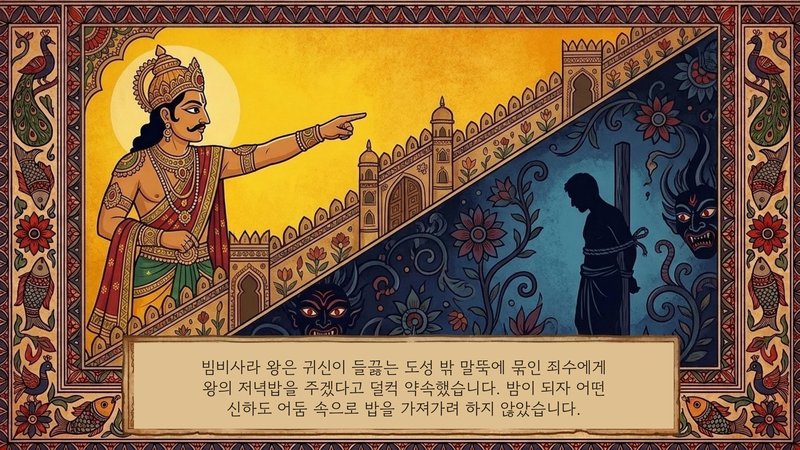 빔비사라 왕은 귀신이 들끓는 도성 밖 말뚝에 묶인 죄수에게
왕의 저녁밥을 주겠다고 덜컥 약속했습니다. 밤이 되자 어떤
신하도 어둠 속으로 밥을 가져가려 하지 않았습니다.